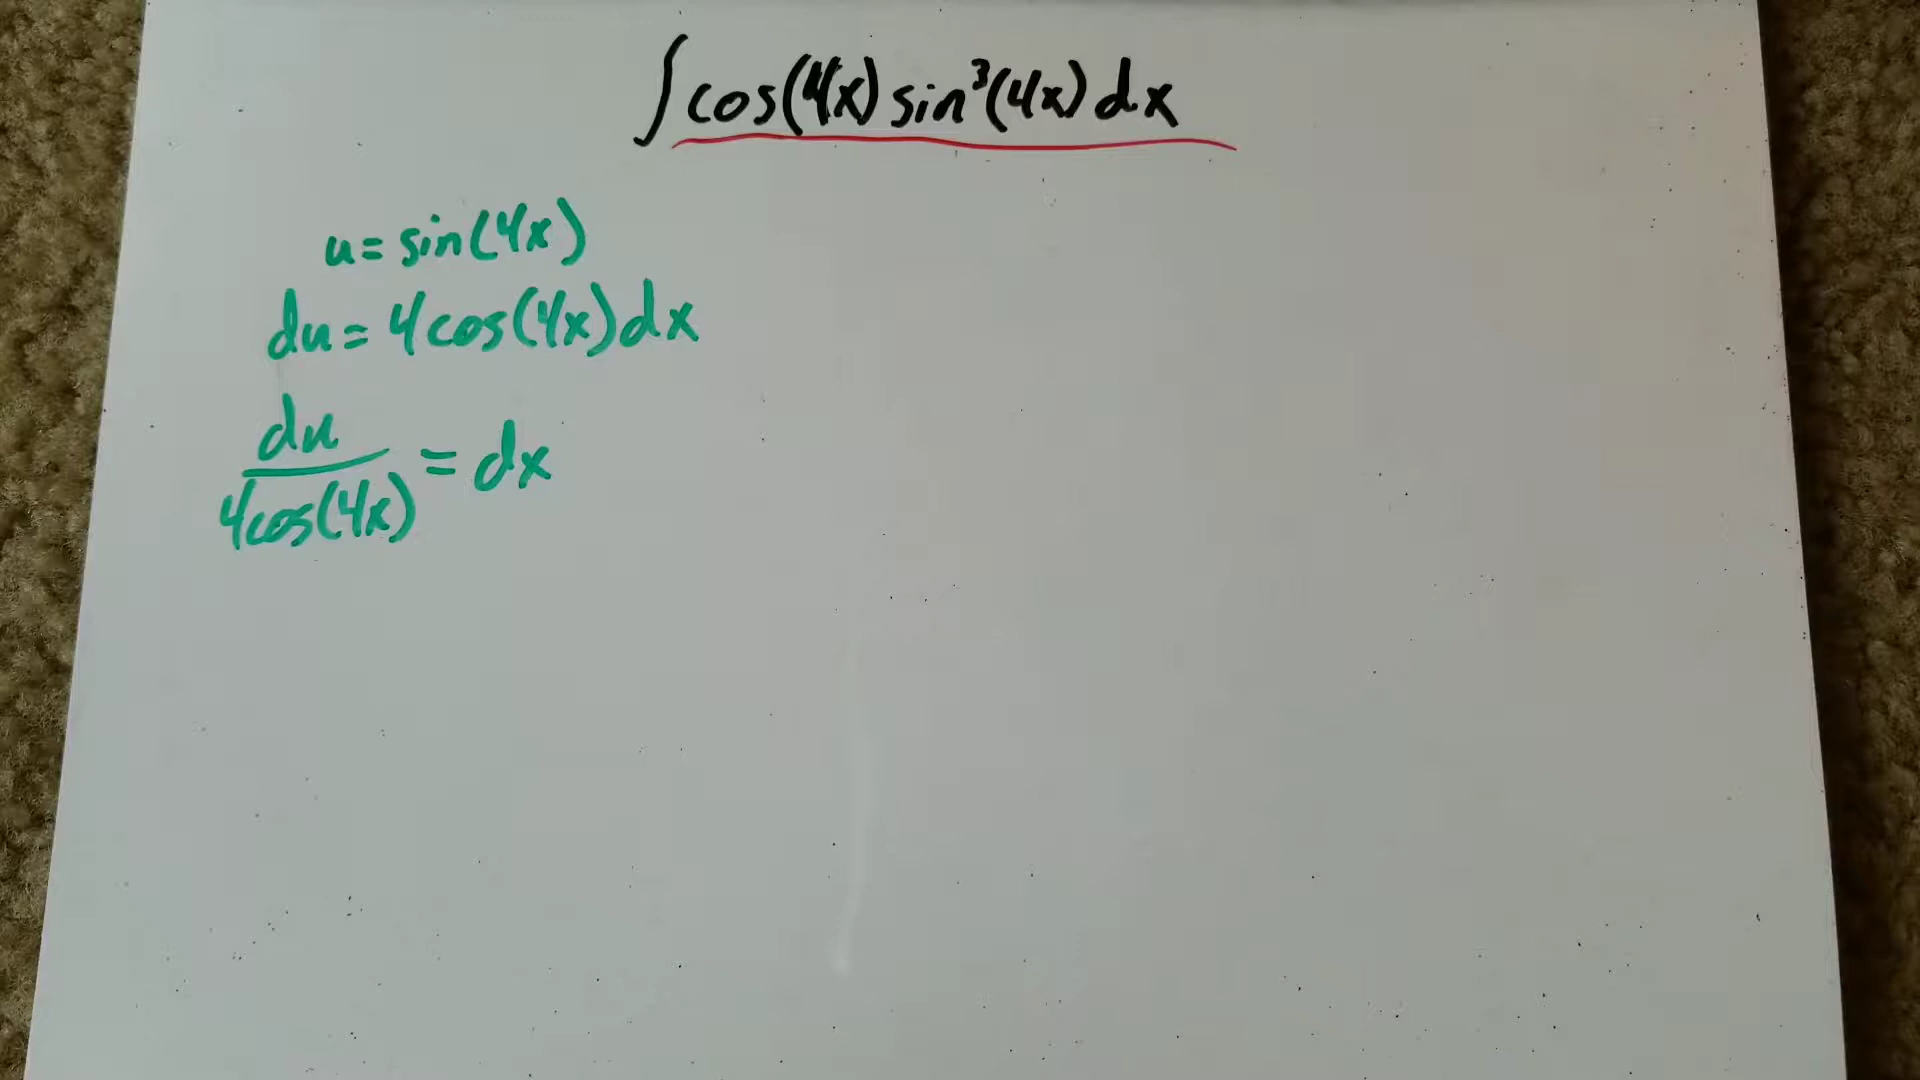 ∫cos(4x) sin³(4x) dx
u = sin(4x)
du = 4cos(4x) dx
du
4cos(4x) = dx